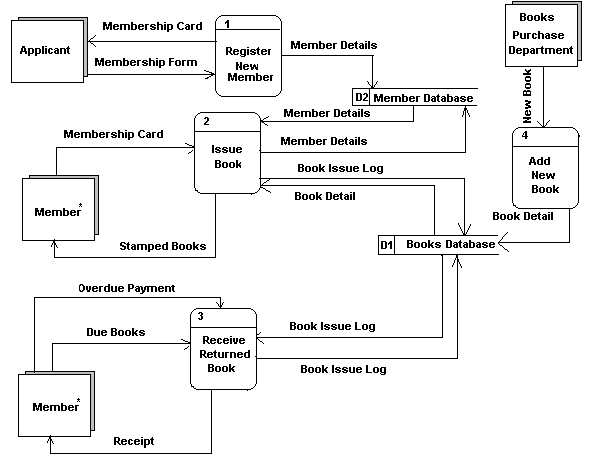 Membership Card
Applicant
Membership Form
1
Register
New
Member
Member Details
D2 Member Database
Books
Purchase
Department
New Book
4
Add
New
Book
Book Detail
Member Details
Member Details
Membership Card
2
Issue
Book
Book Issue Log
Book Detail
Member*
Stamped Books
D1 Books Database
Overdue Payment
Due Books
3
Receive
Returned
Book
Book Issue Log
Book Issue Log
Member*
Receipt